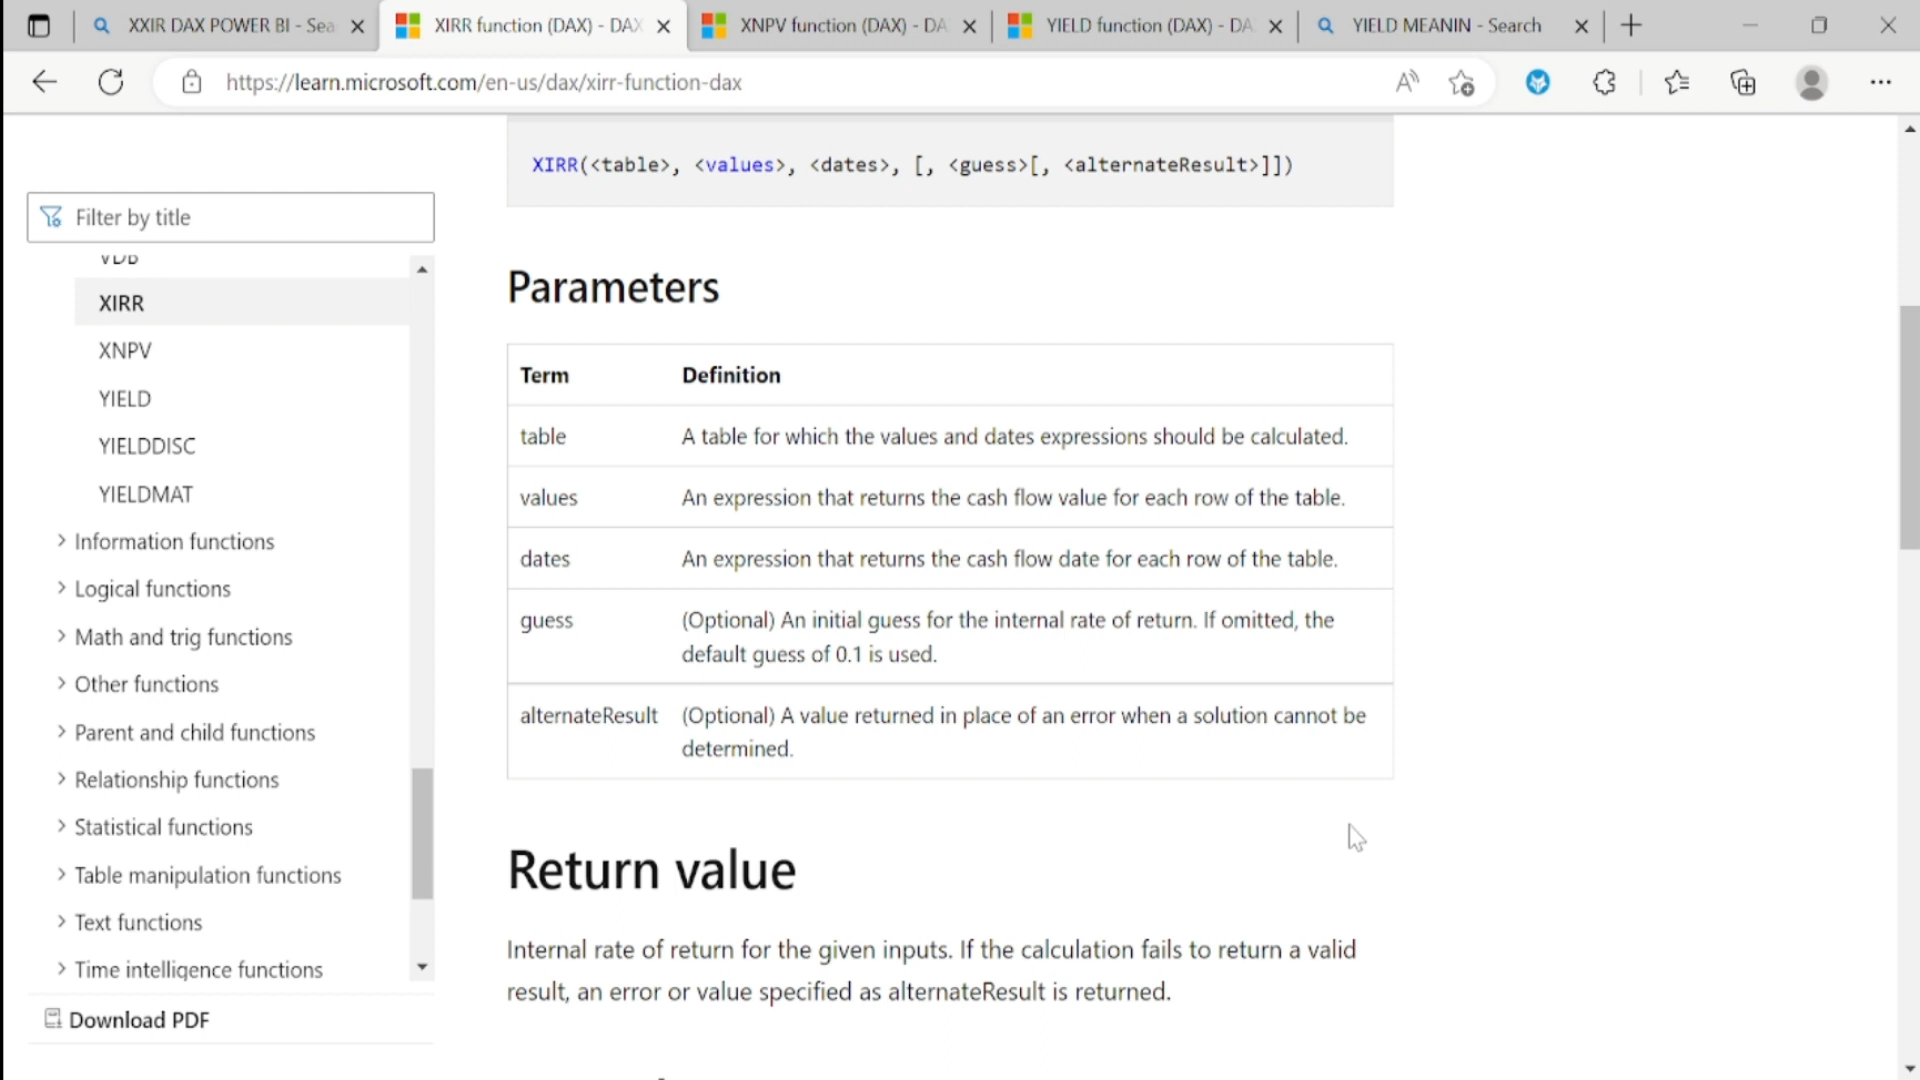 XXIR DAX POWER BI - Sea
XIRR function (DAX) - DAX
XNPV function (DAX) - DA
YIELD function (DAX) - DA
YIELD MEANIN - Search
https://learn.microsoft.com/en-us/dax/xirr-function-dax
XIRR(<table>, <values>, <dates>, [, <guess>[, <alternateResult>]])
Filter by title
VDB
XIRR
XNPV
YIELD
YIELDDISC
YIELDMAT
Information functions
Logical functions
Math and trig functions
Other functions
Parent and child functions
Relationship functions
Statistical functions
Table manipulation functions
Text functions
Time intelligence functions
Download PDF
Parameters
Term Definition
table A table for which the values and dates expressions should be calculated.
values An expression that returns the cash flow value for each row of the table.
dates An expression that returns the cash flow date for each row of the table.
guess (Optional) An initial guess for the internal rate of return. If omitted, the
default guess of 0.1 is used.
alternateResult (Optional) A value returned in place of an error when a solution cannot be
determined.
Return value
Internal rate of return for the given inputs. If the calculation fails to return a valid
result, an error or value specified as alternateResult is returned.